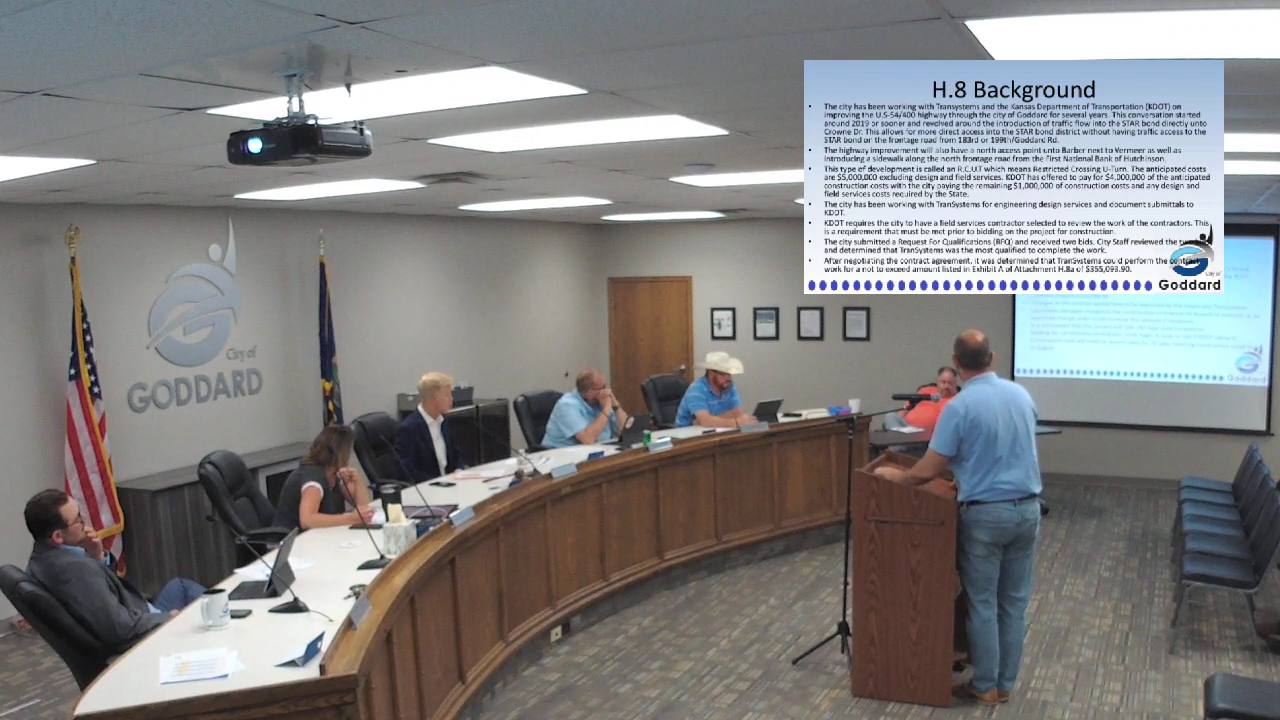 H.8 Background
• The city has been working with Transystems and the Kansas Department of Transportation (KDOT) on
improving the U.S-54/400 highway through the city of Goddard for several years. This conversation started
around 2019 or sooner and revolved around the introduction of traffic flow into the STAR bond directly unto
Crowne Dr. This allows for more direct access into the STAR bond district without having traffic access to the
STAR bond on the frontage road from 183rd or 199th/Goddard Rd.
• The highway improvement will also have a north access point unto Barber next to Vermeer as well as
introducing a sidewalk along the north frontage road from the First National Bank of Hutchinson.
• This type of development is called an R.C.U.T which means Restricted Crossing U-Turn. The anticipated costs
are $5,000,000 excluding design and field services. KDOT has offered to pay for $4,000,000 of the anticipated
construction costs with the city paying the remaining $1,000,000 of construction costs and any design and
field services costs required by the State.
• The city has been working with TranSystems for engineering design services and document submittals to
KDOT.
• KDOT requires the city to have a field services contractor selected to review the work of the contractors. This
is a requirement that must be met prior to bidding on the project for construction.
• The city submitted a Request For Qualifications (RFQ) and received two bids. City Staff reviewed the two
and determined that TranSystems was the most qualified to complete the work.
• After negotiating the contract agreement, it was determined that TranSystems could perform the contract
work for a not to exceed amount listed in Exhibit A of Attachment H.8a of $355,093.90.
City of
Goddard
City of
GODDARD
Goddard